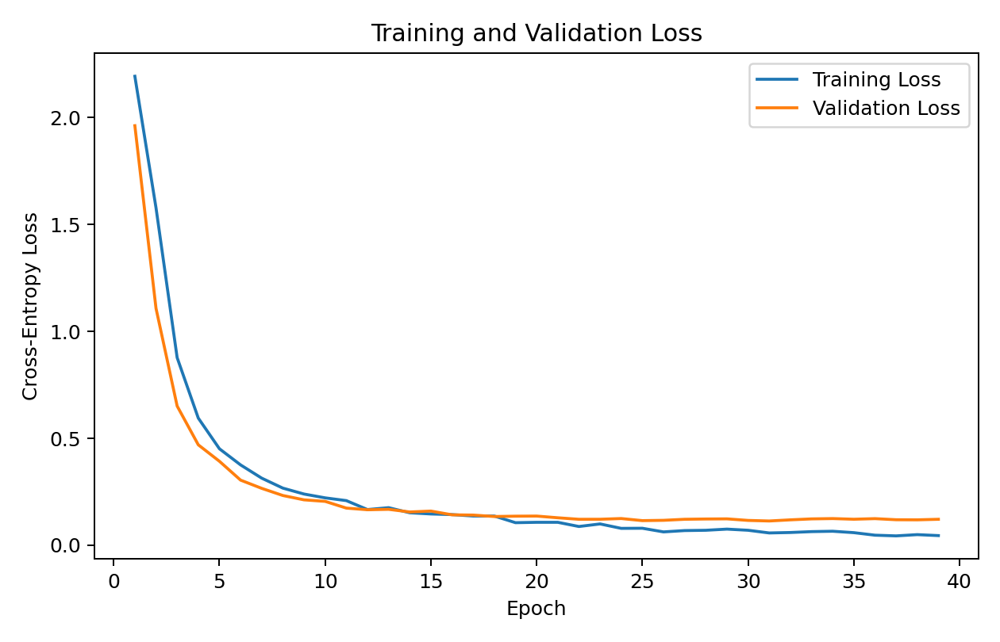 Training and Validation Loss
Training Loss
Validation Loss
Cross-Entropy Loss
2.0
1.5
1.0
0.5
0.0
0 5 10 15 20 25 30 35 40
Epoch